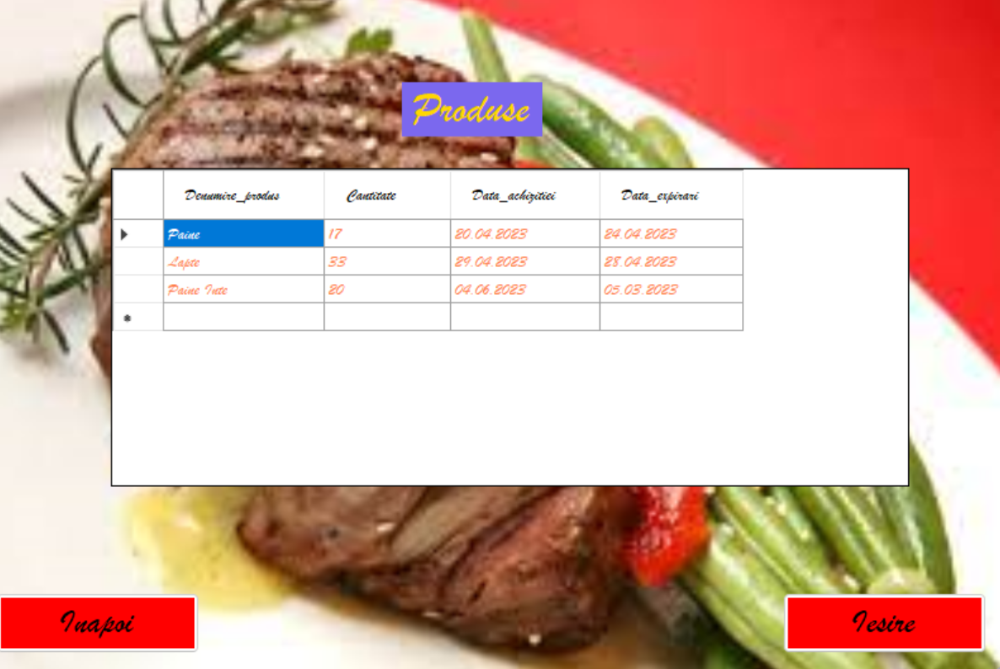 Produse
Denumire_produs Cantitate Data_achizitiei Data_expirari
Paine 17 20.04.2023 24.04.2023
Lapte 33 29.04.2023 28.04.2023
Paine Inte 20 04.06.2023 05.03.2023
Inapoi Iesire